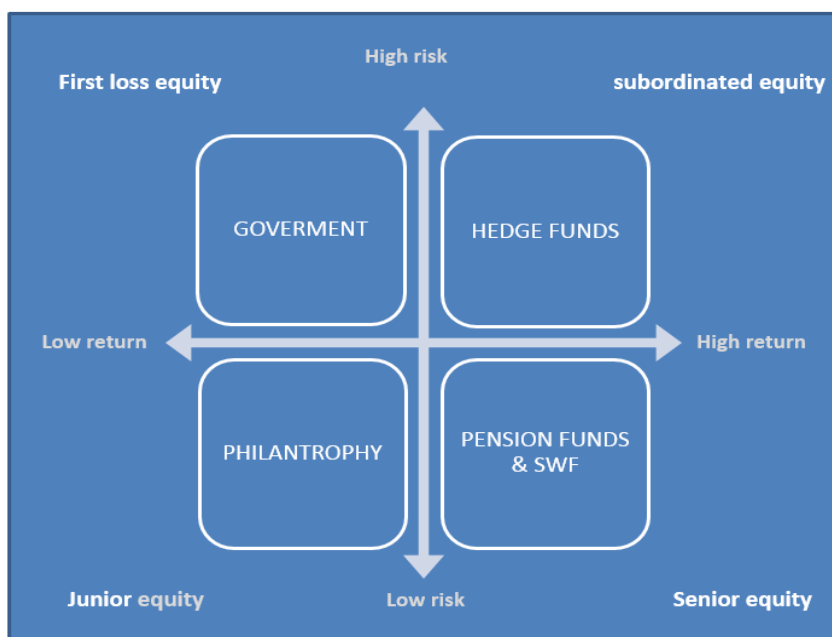 High risk
First loss equity
subordinated equity
GOVERMENT
HEDGE FUNDS
Low return
High return
PHILANTROPHY
PENSION FUNDS
& SWF
Junior equity
Low risk
Senior equity